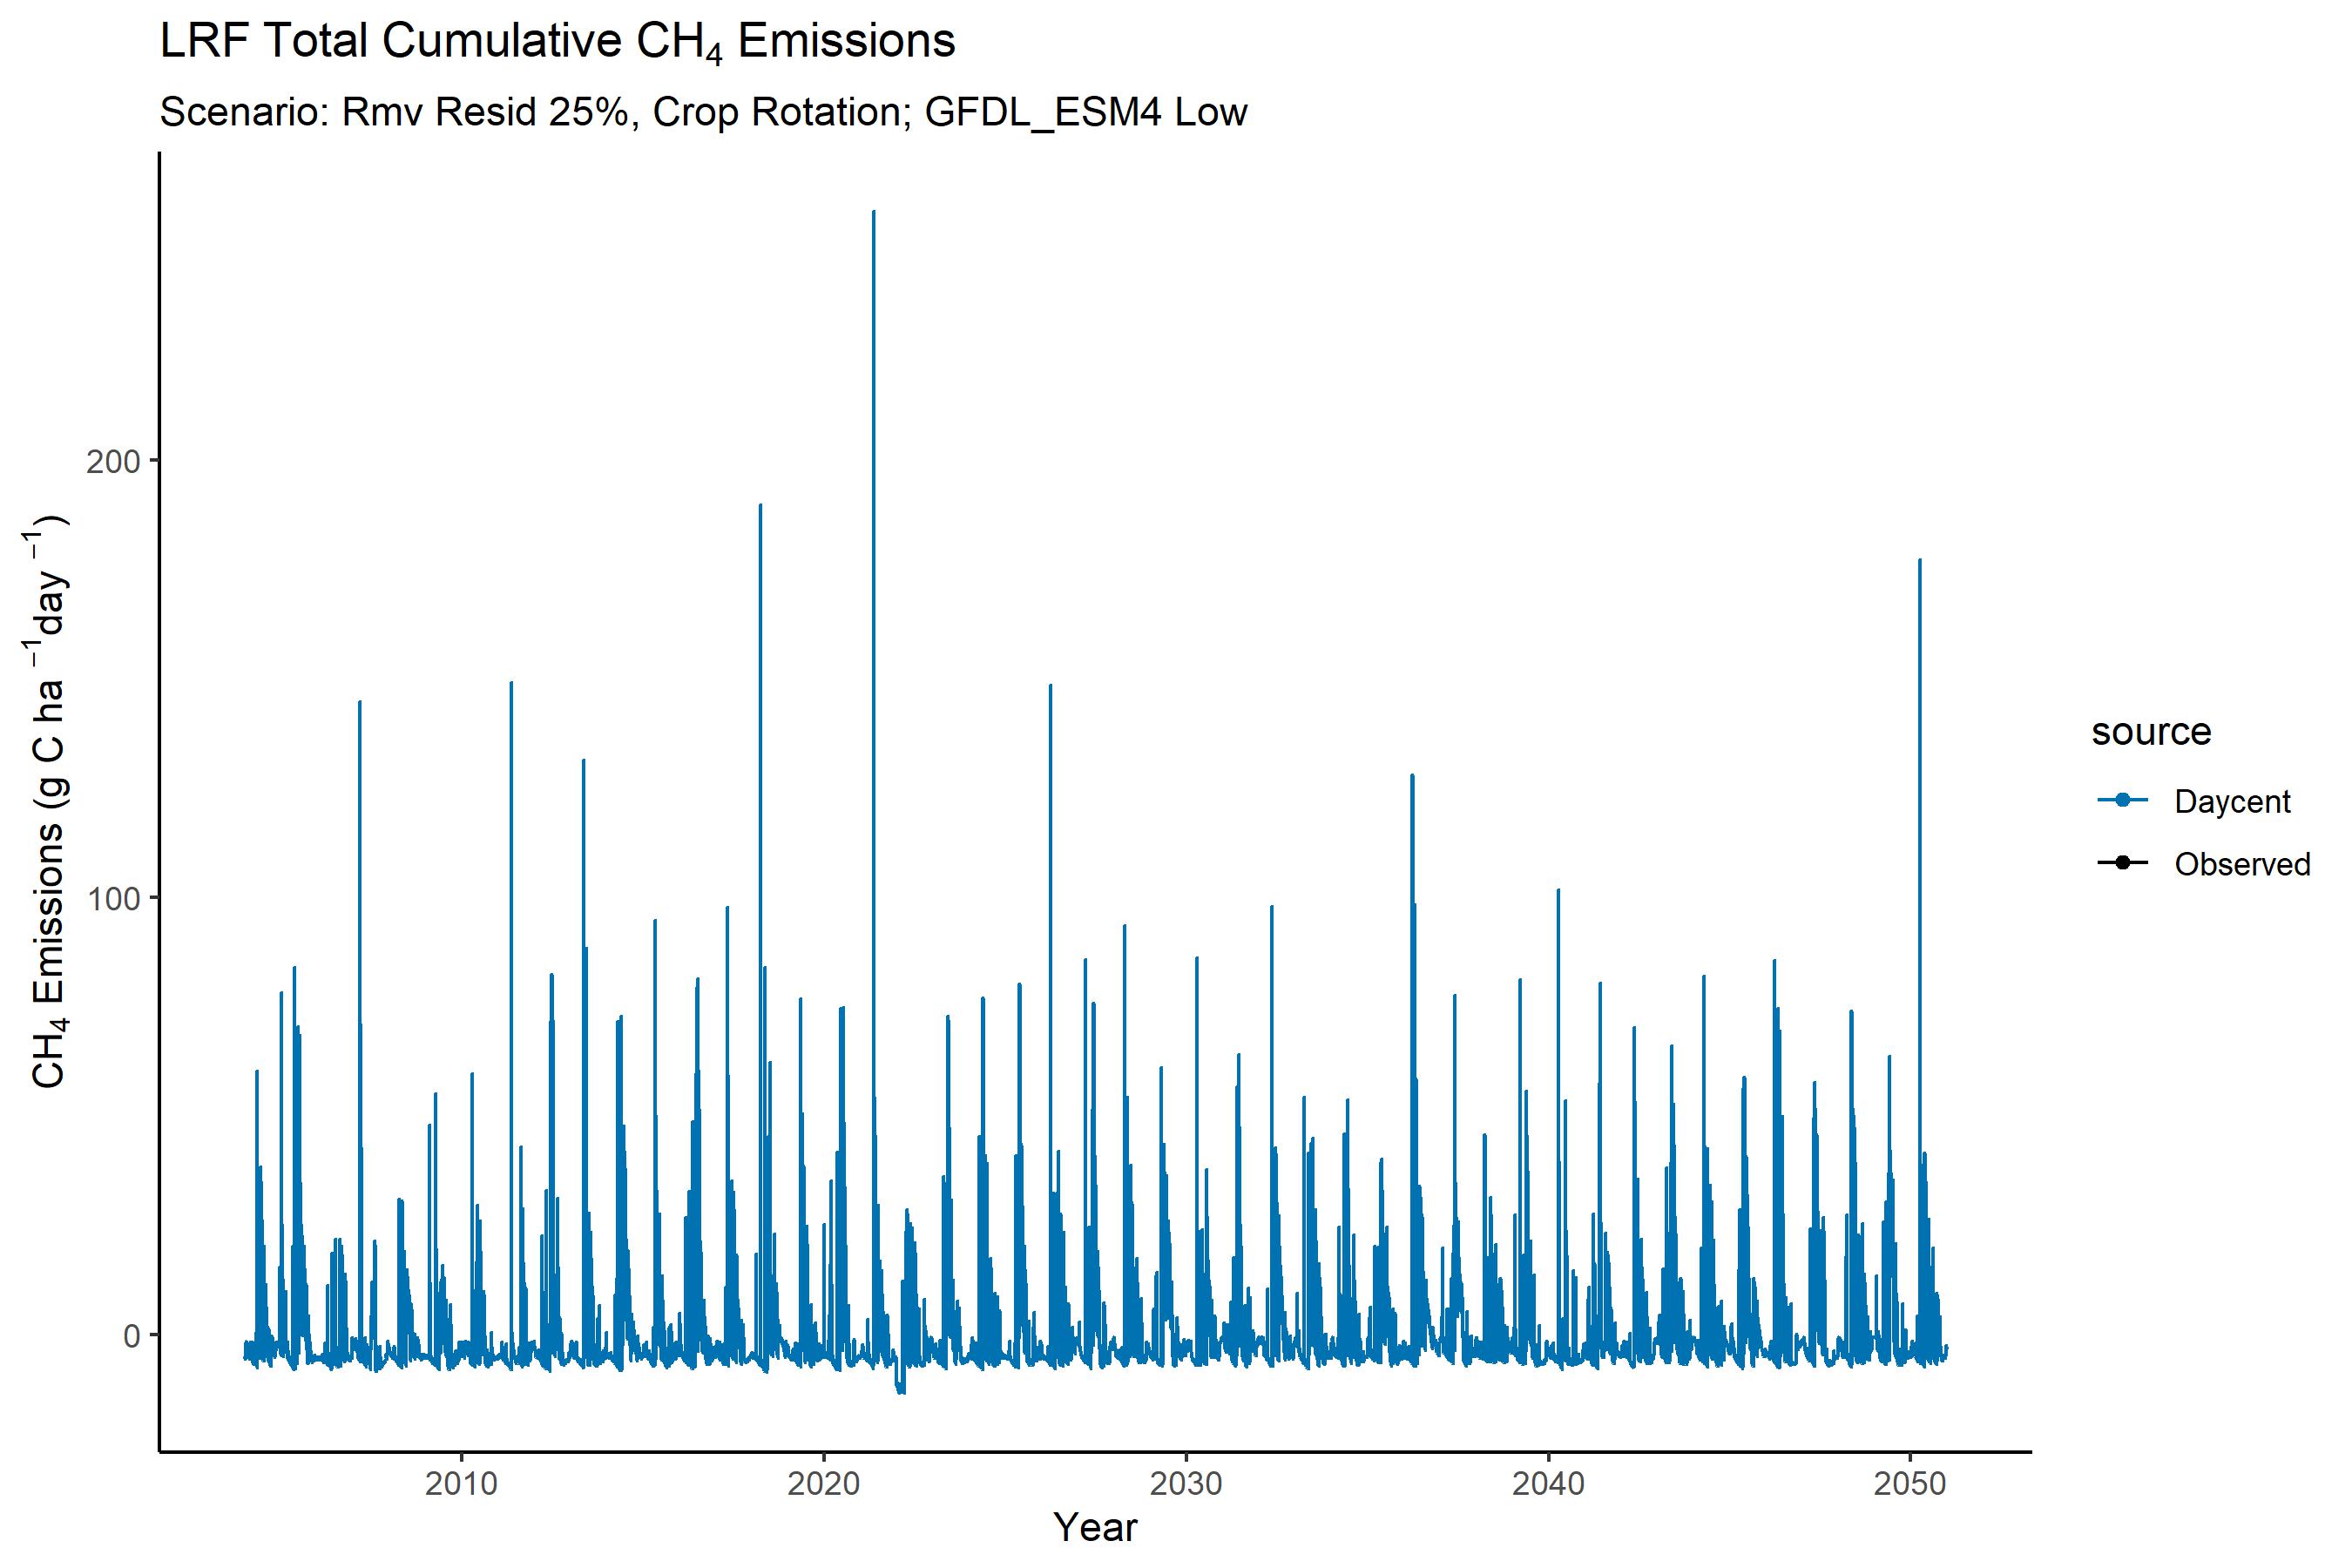 LRF Total Cumulative CH₄ Emissions
Scenario: Rmv Resid 25%, Crop Rotation; GFDL_ESM4 Low
CH₄ Emissions (g C ha ⁻¹day ⁻¹)
200
100
0
2010 2020 2030 2040 2050
Year
source
Daycent
Observed